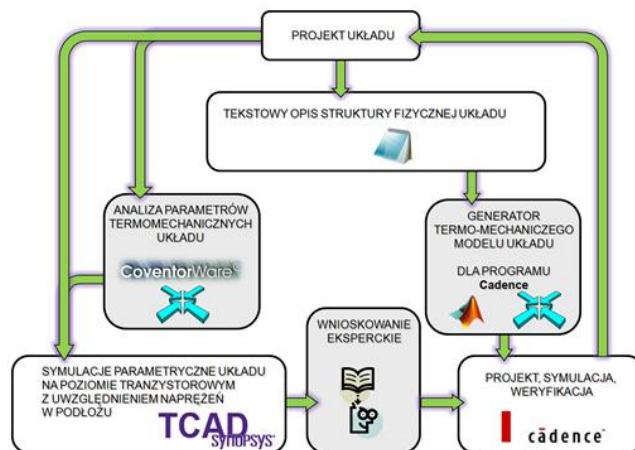 PROJEKT UKŁADU
TEKSTOWY OPIS STRUKTURY FIZYCZNEJ UKŁADU
ANALIZA PARAMETRÓW
TERMOMECHANICZNYCH
UKŁADU
CoventorWare
GENERATOR
TERMO-MECHANICZEGO
MODELU UKŁADU
DLA PROGRAMU
Cadence
WNIOSKOWANIE
EKSPERCKIE
SYMULACJE PARAMETRYCZNE UKŁADU
NA POZIOMIE TRANZYSTOROWYM
Z UWZGLĘDNIENIEM NAPRĘŻEŃ
W PODŁOŻU
TCAD
SYNOPSYS
PROJEKT, SYMULACJA,
WERYFIKACJA
cādence